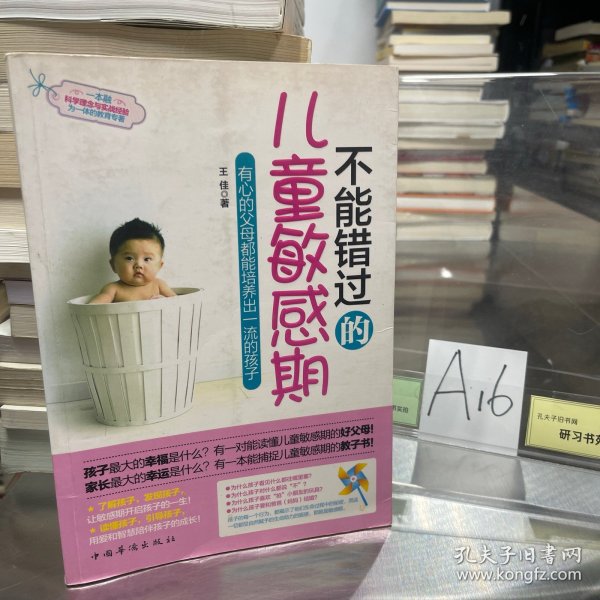 一本融
科学理念与实战经验
为一体的教育专著
不能错过的
儿童敏感期
王佳◎著
有心的父母都能培养出一流的孩子
孩子最大的幸福是什么？有一对能读懂儿童敏感期的好父母！
家长最大的幸运是什么？有一本能捕捉儿童敏感期的教子书！
了解孩子，发现孩子，
让敏感期开启孩子的一生！
读懂孩子，引导孩子，
用爱和智慧陪伴孩子的成长！
中国华侨出版社
A16
孔夫子旧书网
研习书苑
孔夫子旧书网
www.kongfz.com